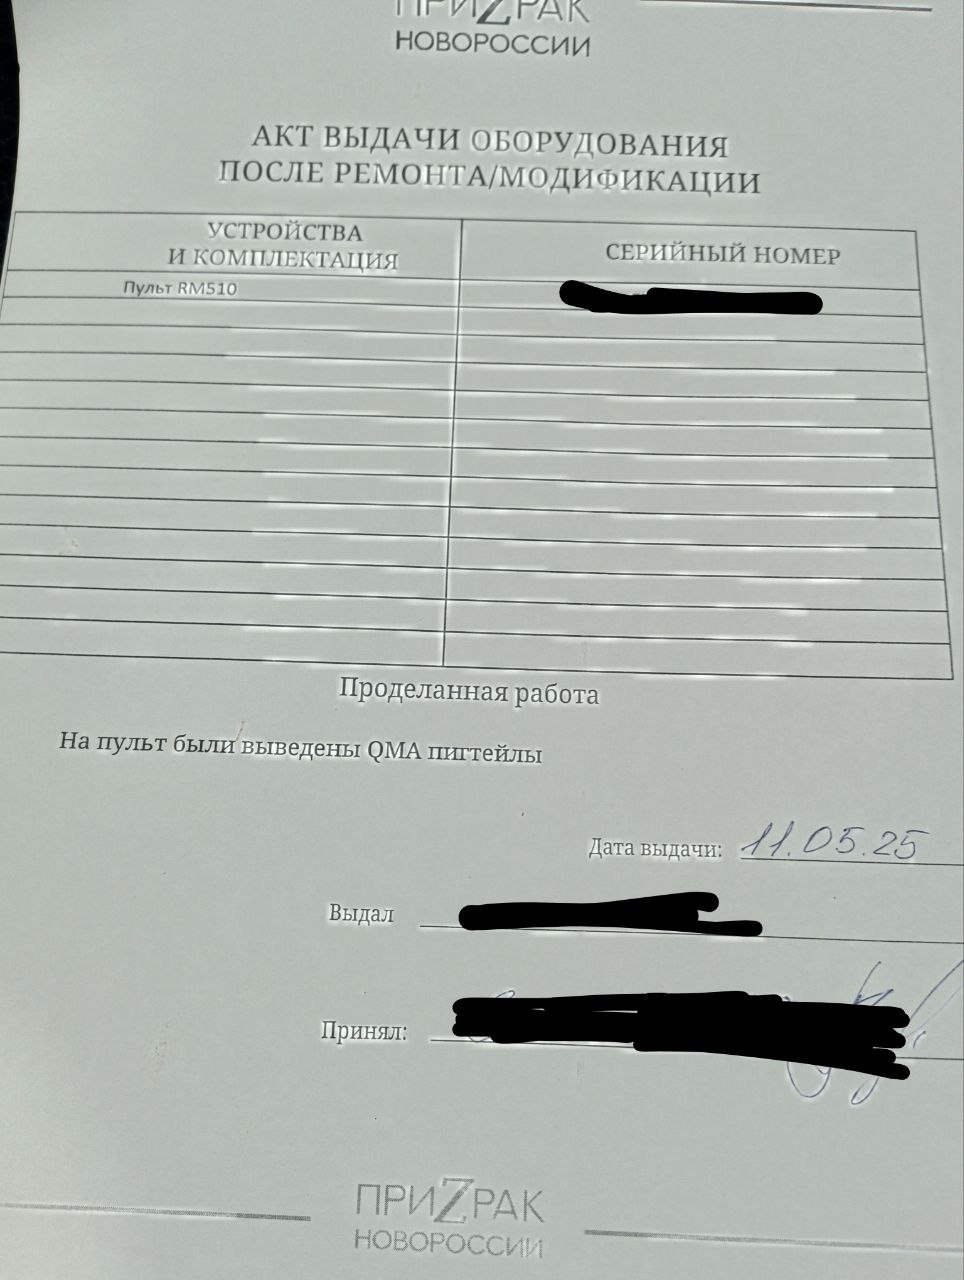 ПРИZРАК
НОВОРОССИИ
АКТ ВЫДАЧИ ОБОРУДОВАНИЯ
ПОСЛЕ РЕМОНТА/МОДИФИКАЦИИ
УСТРОЙСТВА
И КОМПЛЕКТАЦИЯ
СЕРИЙНЫЙ НОМЕР
Пульт RM510
Проделанная работа
На пульт были выведены QMA пигтейлы
Дата выдачи: 11.05.25
Выдал
Принял:
ПРИZРАК
НОВОРОССИИ